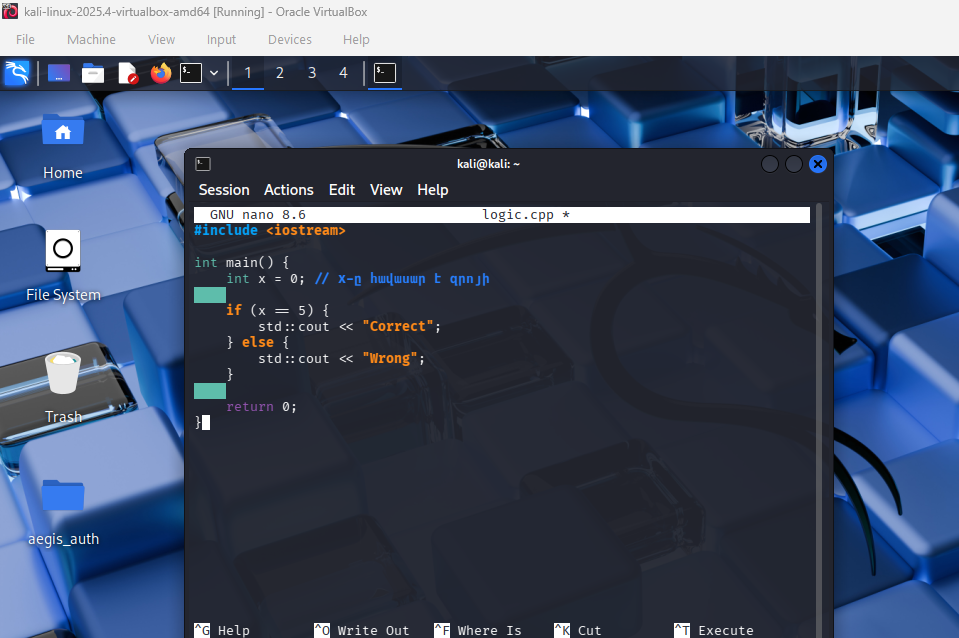 kali-linux-2025.4-virtualbox-amd64 [Running] - Oracle VirtualBox
File Machine View Input Devices Help
1 2 3 4
Home
File System
Trash
aegis_auth
kali@kali: ~
Session Actions Edit View Help
GNU nano 8.6 logic.cpp *
#include <iostream>
int main() {
int x = 0; // x-ը հավասար է զրոյի
if (x == 5) {
std::cout << "Correct";
} else {
std::cout << "Wrong";
}
return 0;
}
^G Help ^O Write Out ^F Where Is ^K Cut ^T Execute